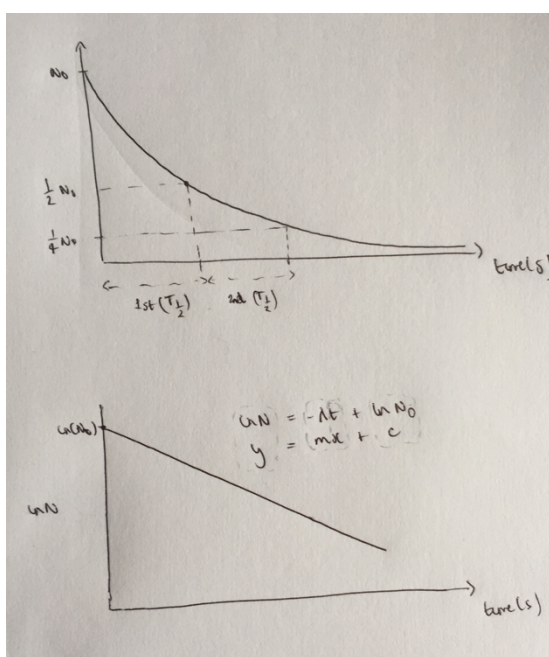 N₀
½ N₀
¼ N₀
time(s)
1st (T½) 2nd (T½)
ln(N₀)
lnN = -λt + ln N₀
y = mx + c
lnN
time(s)